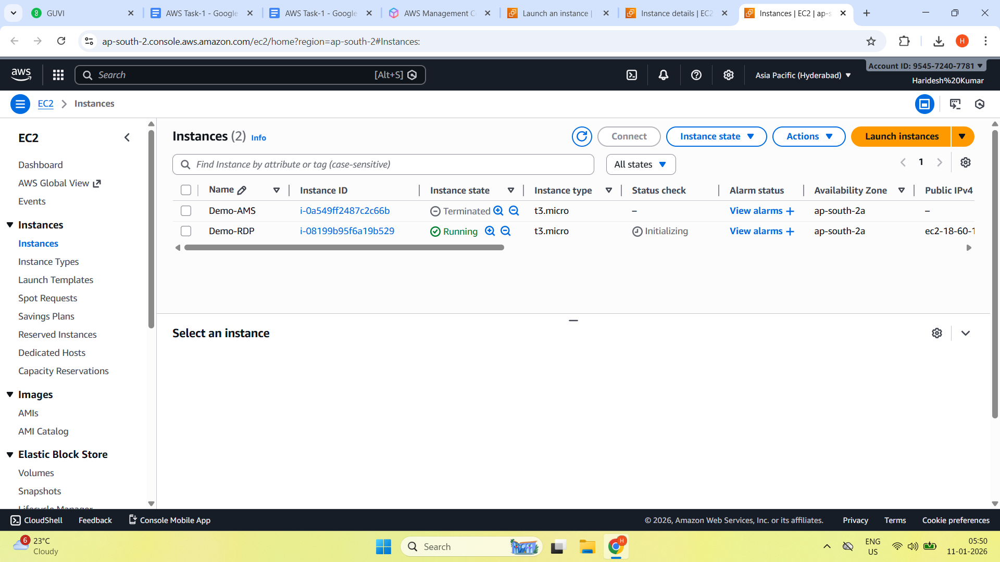 GUVI
AWS Task-1 - Google
AWS Task-1 - Google
AWS Management C
Launch an instance |
Instance details | EC2
Instances | EC2 | ap-s
ap-south-2.console.aws.amazon.com/ec2/home?region=ap-south-2#Instances:
H
aws
Search
[Alt+S]
Asia Pacific (Hyderabad)
Account ID: 9545-7240-7781
Haridesh%20Kumar
EC2
Instances
EC2
Dashboard
AWS Global View
Events
Instances
Instances
Instance Types
Launch Templates
Spot Requests
Savings Plans
Reserved Instances
Dedicated Hosts
Capacity Reservations
Images
AMIs
AMI Catalog
Elastic Block Store
Volumes
Snapshots
Lifecycle Manager
Instances (2) Info
Connect
Instance state
Actions
Launch instances
Find Instance by attribute or tag (case-sensitive)
All states
1
Name Instance ID Instance state Instance type Status check Alarm status Availability Zone Public IPv4
Demo-AMS i-0a549ff2487c2c66b Terminated t3.micro – View alarms + ap-south-2a –
Demo-RDP i-08199b95f6a19b529 Running t3.micro Initializing View alarms + ap-south-2a ec2-18-60-1
Select an instance
CloudShell Feedback Console Mobile App
© 2026, Amazon Web Services, Inc. or its affiliates. Privacy Terms Cookie preferences
6
23°C
Cloudy
Search
H
ENG
US
05:50
11-01-2026